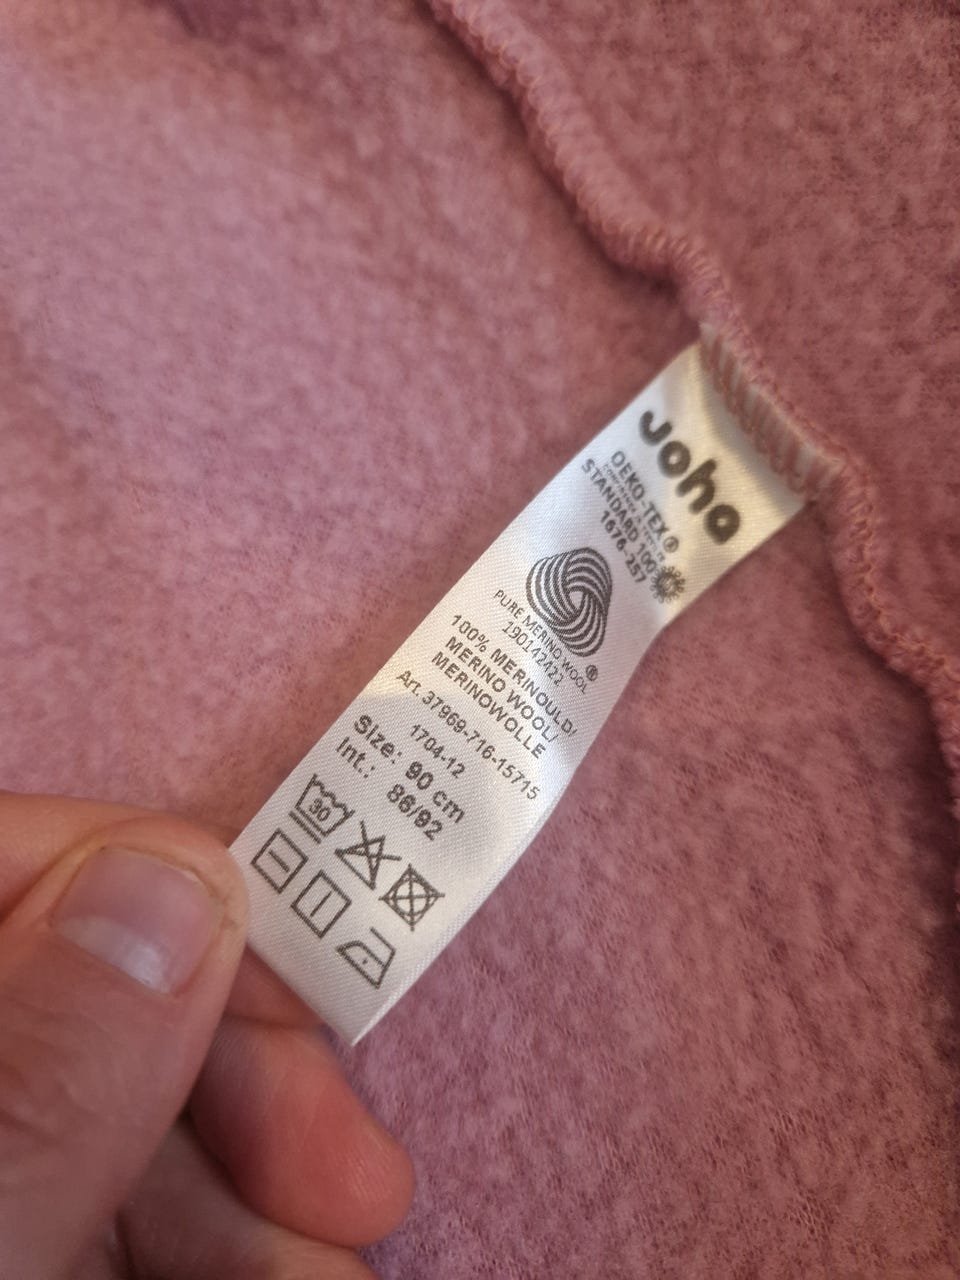 Joha
OEKO-TEX®
STANDARD 100
1676-257
PURE MERINO WOOL
®
190142422
100% MERINOULD/
MERINO WOOL/
MERINOWOLLE
Art. 37969-716-15715
1704-12
Size: 90 cm
Int.: 86/92
30